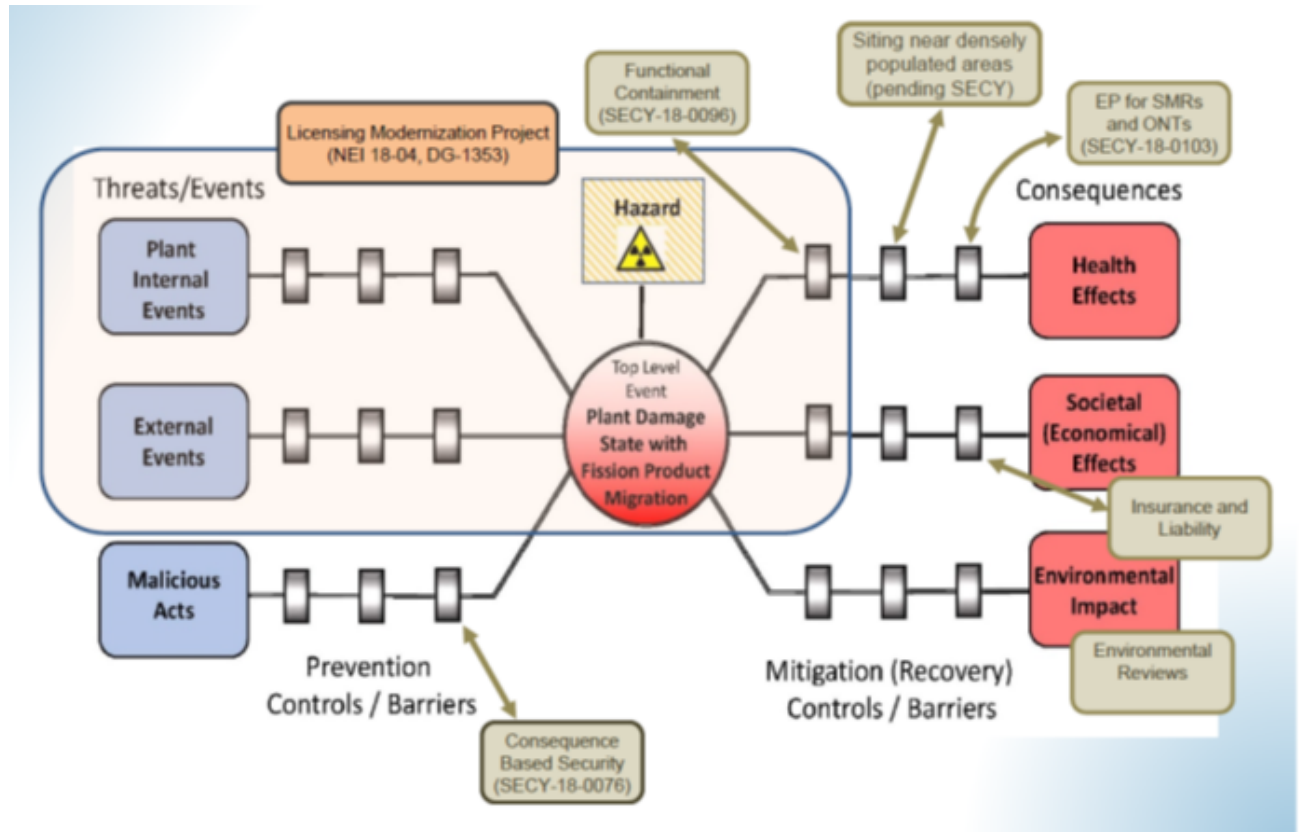 Functional
Containment
(SECY-18-0096)
Siting near densely
populated areas
(pending SECY)
EP for SMRs
and ONTs
(SECY-18-0103)
Licensing Modernization Project
(NEI 18-04, DG-1353)
Threats/Events
Hazard
Consequences
Plant
Internal
Events
Health
Effects
External
Events
Top Level
Event
Plant Damage
State with
Fission Product
Migration
Societal
(Economical)
Effects
Insurance and
Liability
Malicious
Acts
Environmental
Impact
Environmental
Reviews
Prevention
Controls / Barriers
Mitigation (Recovery)
Controls / Barriers
Consequence
Based Security
(SECY-18-0076)